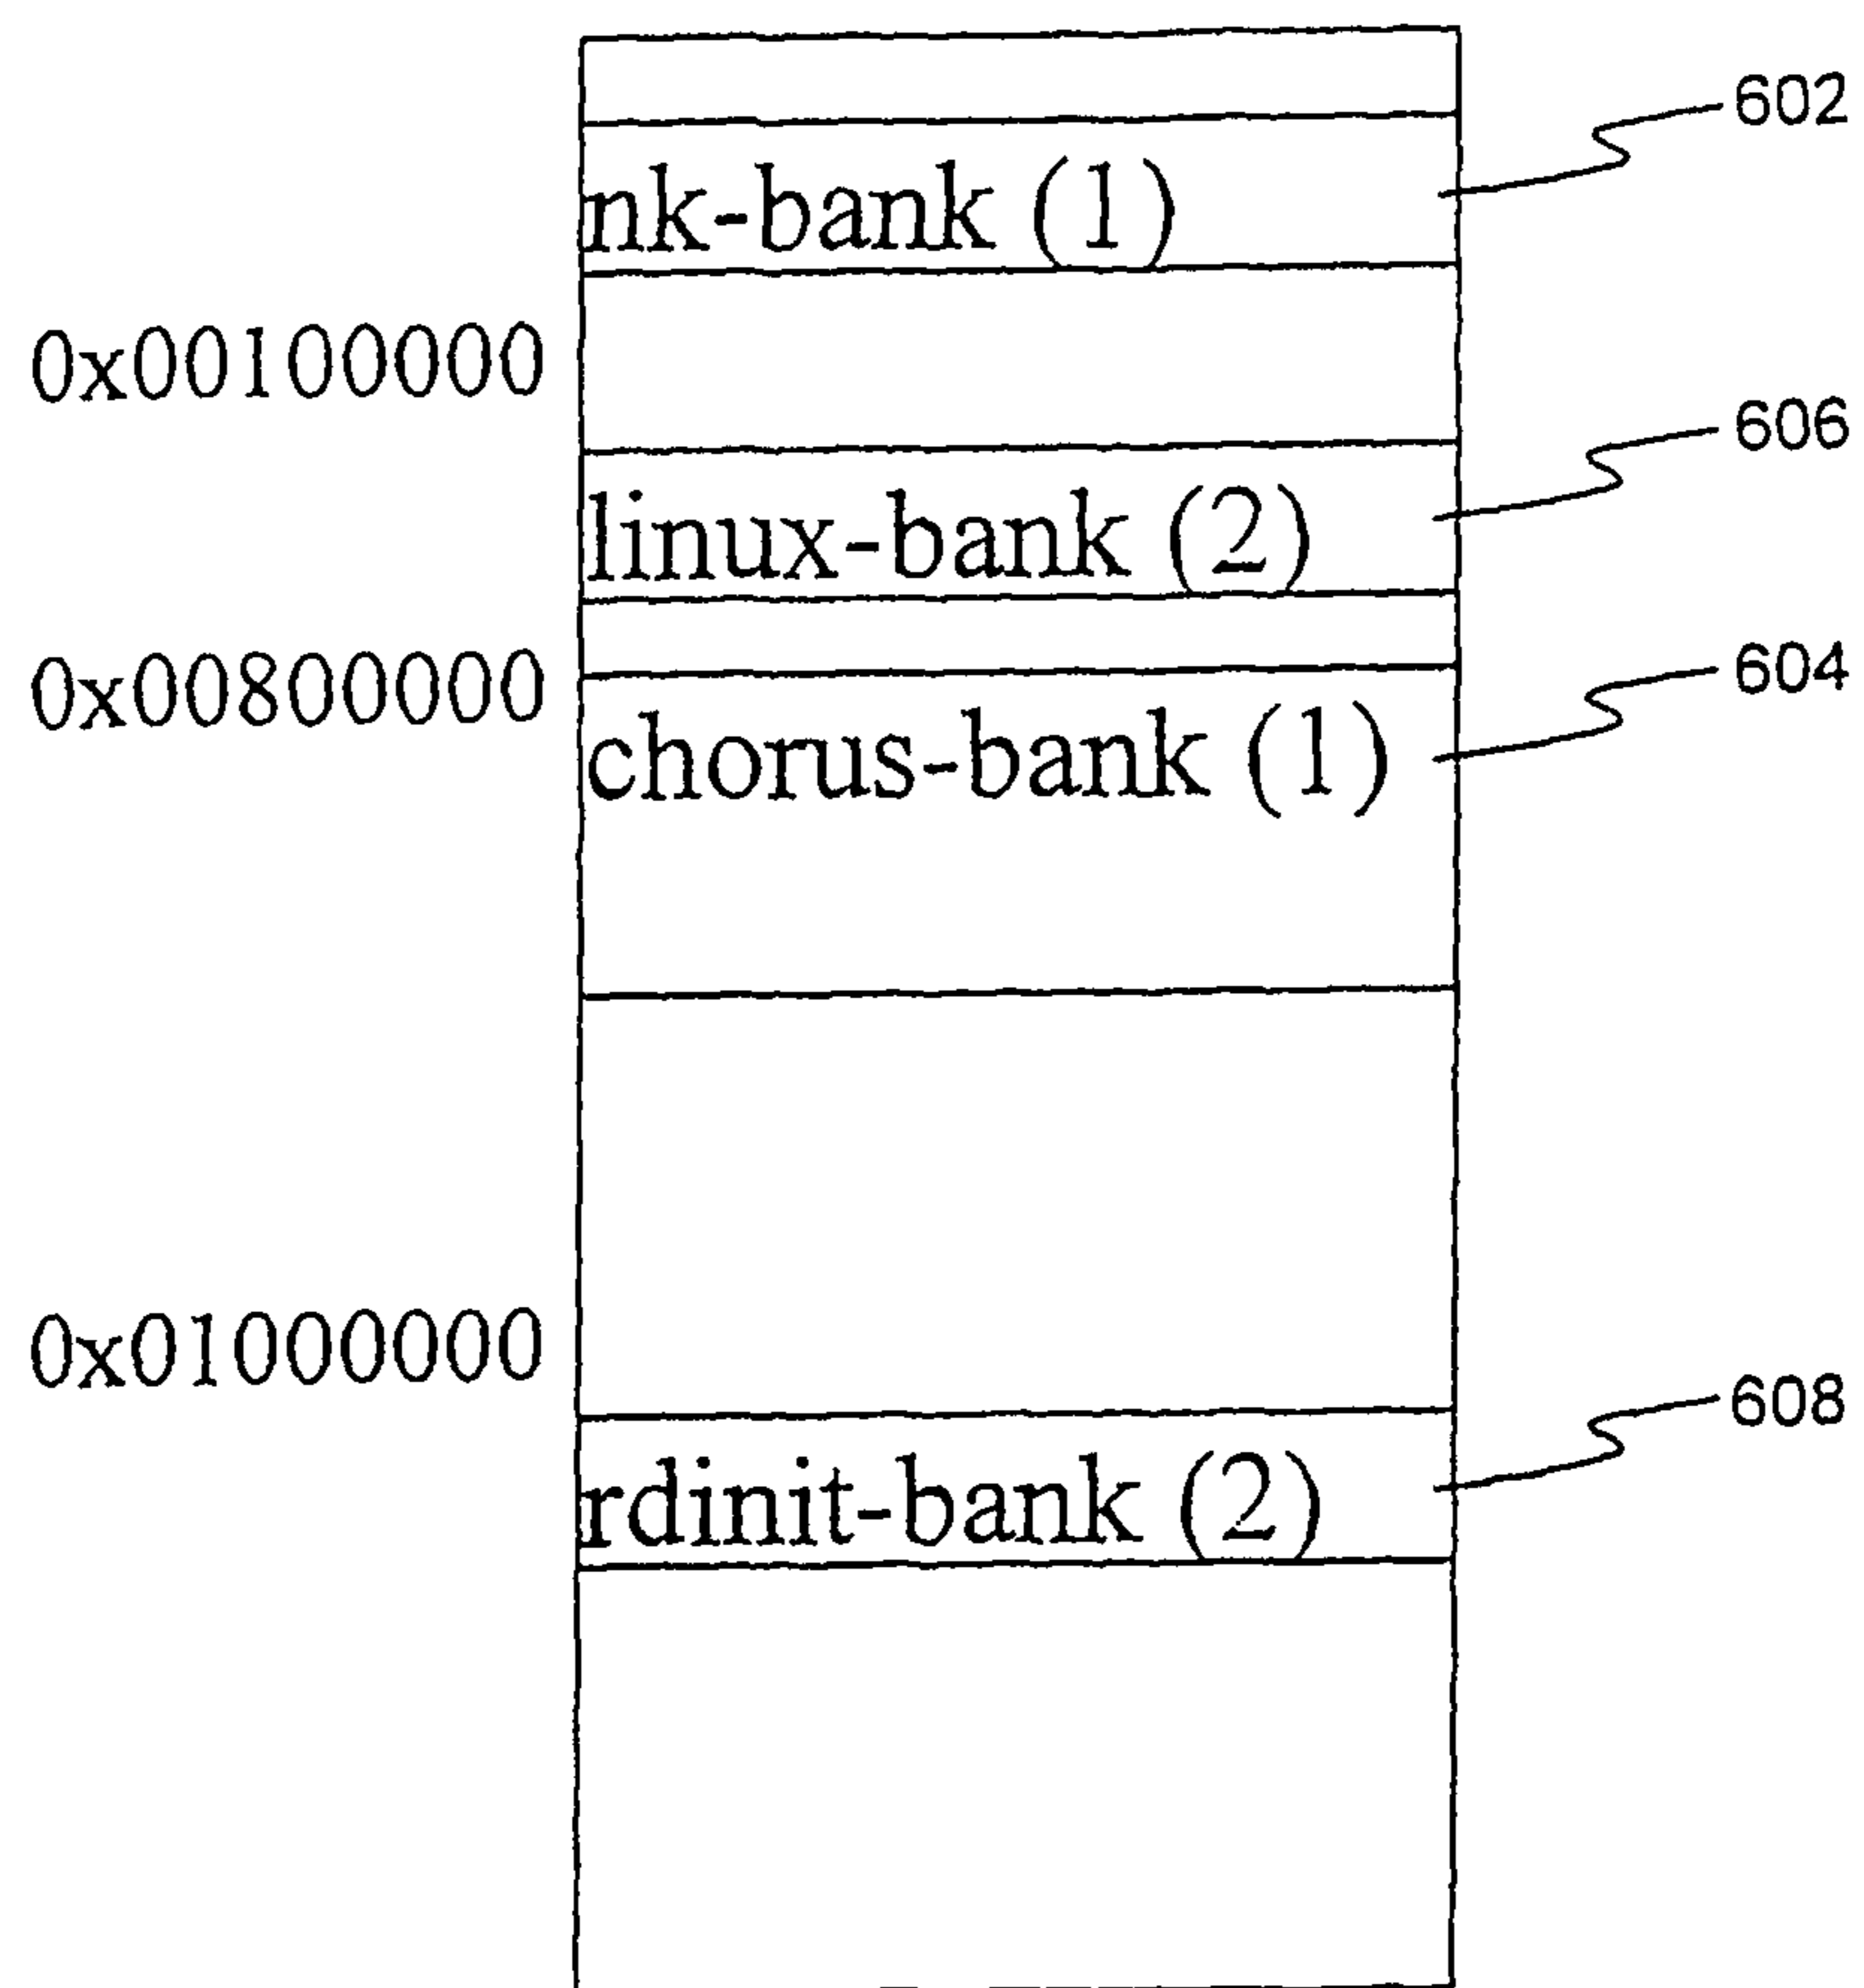 602
nk-bank (1)
0x00100000
606
linux-bank (2)
0x00800000
604
chorus-bank (1)
0x01000000
608
rdinit-bank (2)